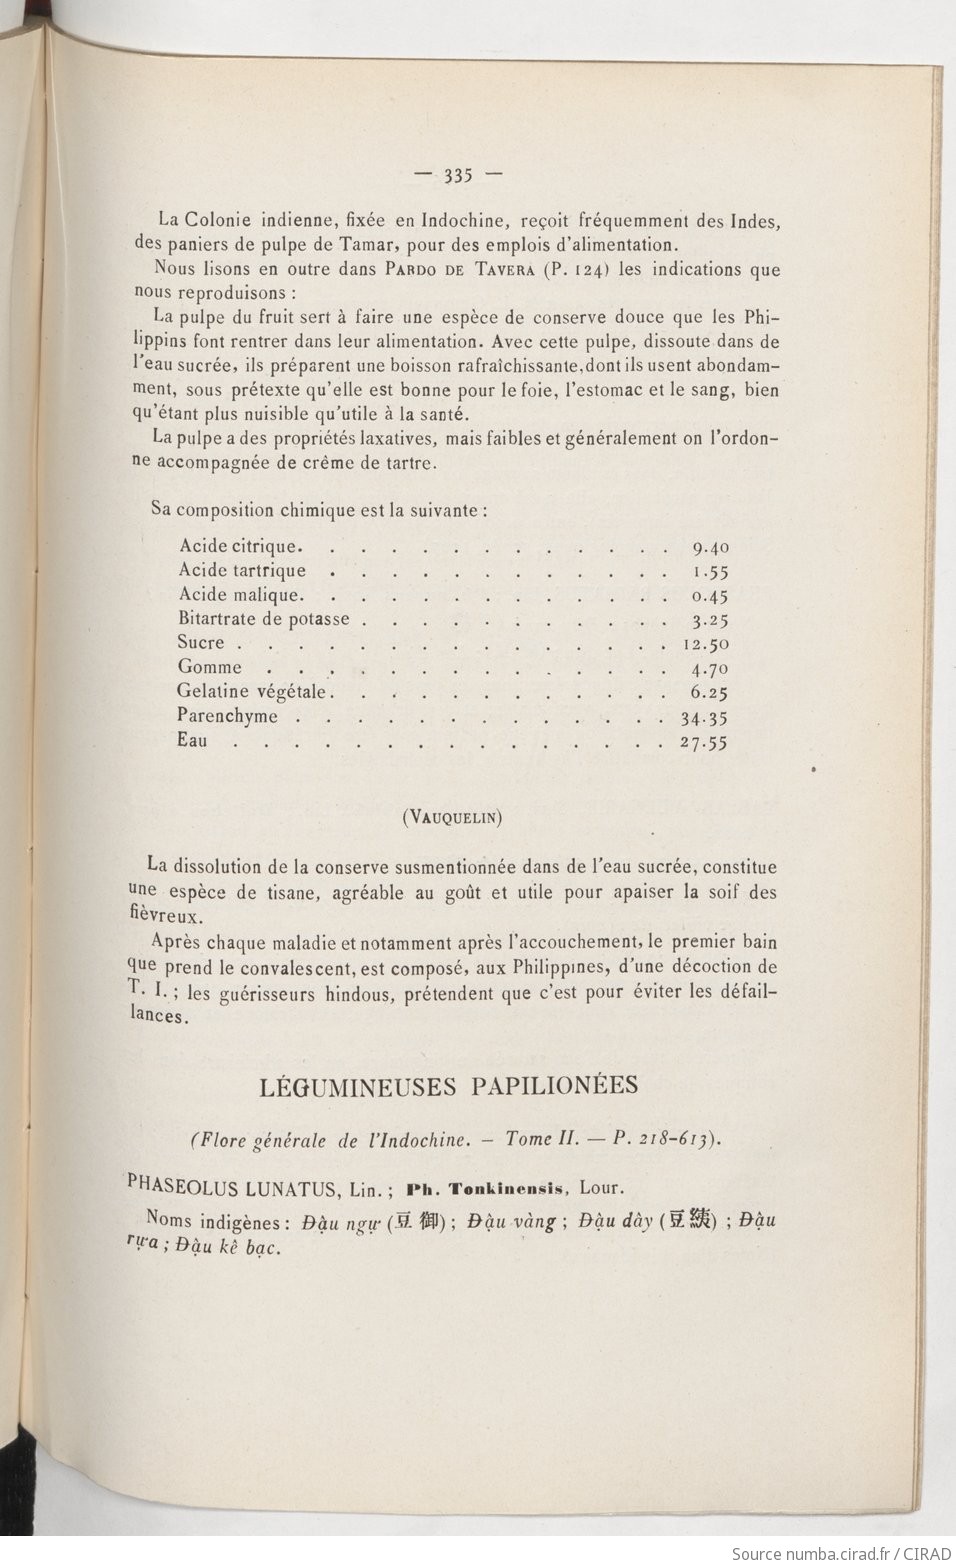 — 335 —
La Colonie indienne, fixée en Indochine, reçoit fréquemment des Indes,
des paniers de pulpe de Tamar, pour des emplois d'alimentation.
Nous lisons en outre dans PARDO DE TAVERA (P. 124) les indications que
nous reproduisons :
La pulpe du fruit sert à faire une espèce de conserve douce que les Phi-
lippins font rentrer dans leur alimentation. Avec cette pulpe, dissoute dans de
l'eau sucrée, ils préparent une boisson rafraîchissante, dont ils usent abondam-
ment, sous prétexte qu'elle est bonne pour le foie, l'estomac et le sang, bien
qu'étant plus nuisible qu'utile à la santé.
La pulpe a des propriétés laxatives, mais faibles et généralement on l'ordon-
ne accompagnée de crême de tartre.
Sa composition chimique est la suivante :
Acide citrique. . . . . . . . . . . . . 9.40
Acide tartrique . . . . . . . . . . . . 1.55
Acide malique. . . . . . . . . . . . . 0.45
Bitartrate de potasse . . . . . . . . . . . 3.25
Sucre . . . . . . . . . . . . . . . 12.50
Gomme . . . . . . . . . . . . . . 4.70
Gelatine végétale . . . . . . . . . . . . 6.25
Parenchyme . . . . . . . . . . . . . 34.35
Eau . . . . . . . . . . . . . . . 27.55
(VAUQUELIN)
La dissolution de la conserve susmentionnée dans de l'eau sucrée, constitue
une espèce de tisane, agréable au goût et utile pour apaiser la soif des
fièvreux.
Après chaque maladie et notamment après l'accouchement, le premier bain
que prend le convalescent, est composé, aux Philippines, d'une décoction de
T. I. ; les guérisseurs hindous, prétendent que c'est pour éviter les défail-
lances.
LÉGUMINEUSES PAPILIONÉES
(Flore générale de l'Indochine. — Tome II. — P. 218-613).
PHASEOLUS LUNATUS, Lin. ; Ph. Tonkinensis, Lour.
Noms indigènes : Đậu ngự (豆 御) ; Đậu vàng ; Đậu dây (豆) ; Đậu
rựa ; Đậu kê bạc.
Source numba.cirad.fr / CIRAD